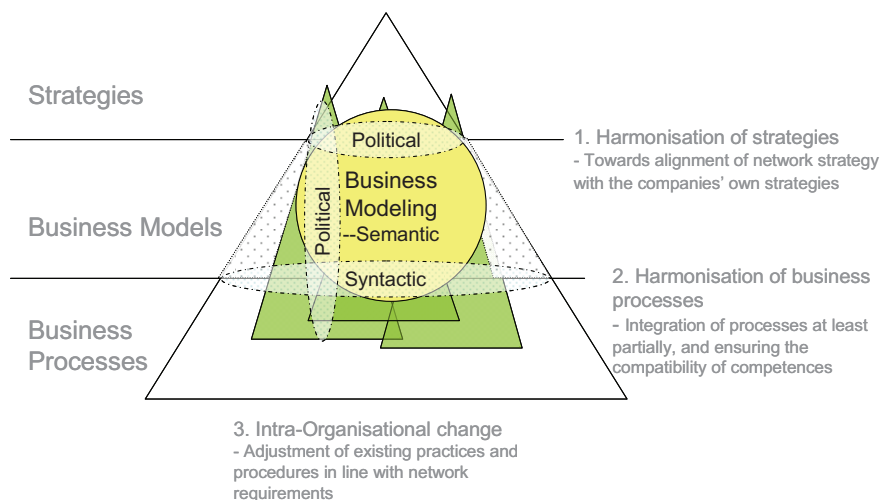 Strategies
Political
1. Harmonisation of strategies
- Towards alignment of network strategy
with the companies' own strategies
Political
Business
Modeling
--Semantic
Business Models
Syntactic
2. Harmonisation of business
processes
- Integration of processes at least
partially, and ensuring the
compatibility of competences
Business
Processes
3. Intra-Organisational change
- Adjustment of existing practices and
procedures in line with network
requirements